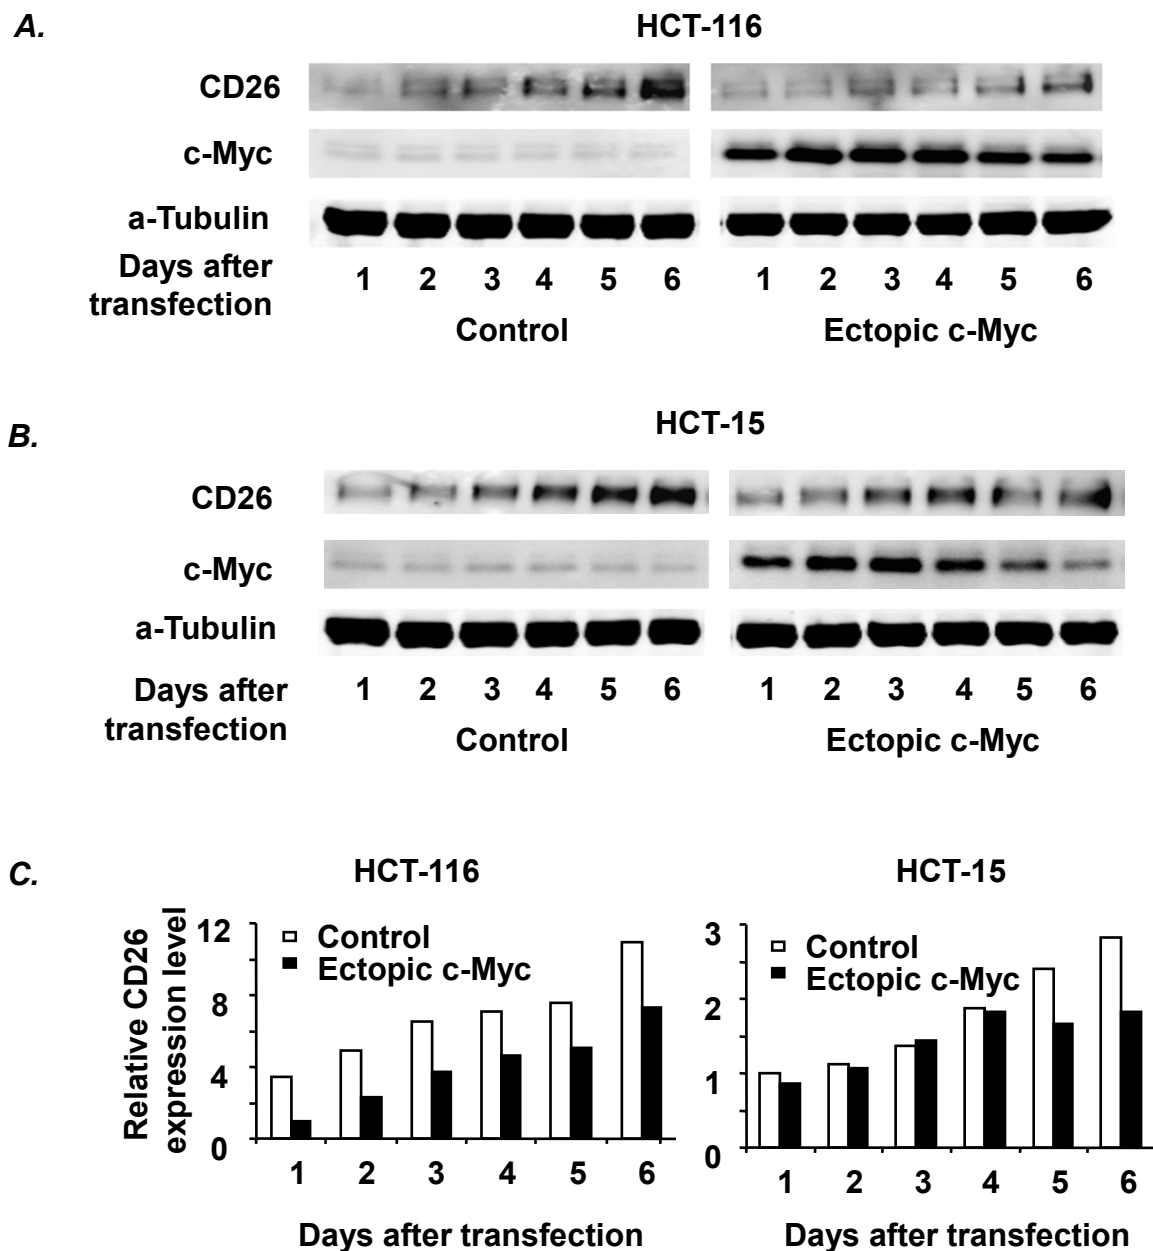 A.
HCT-116
CD26
c-Myc
a-Tubulin
Days after
transfection
1 2 3 4 5 6 1 2 3 4 5 6
Control Ectopic c-Myc
B.
HCT-15
CD26
c-Myc
a-Tubulin
Days after
transfection
1 2 3 4 5 6 1 2 3 4 5 6
Control Ectopic c-Myc
C.
HCT-116 HCT-15
Relative CD26
expression level
12
8
4
0
Control
Ectopic c-Myc
1 2 3 4 5 6
Days after transfection
3
2
1
0
Control
Ectopic c-Myc
1 2 3 4 5 6
Days after transfection